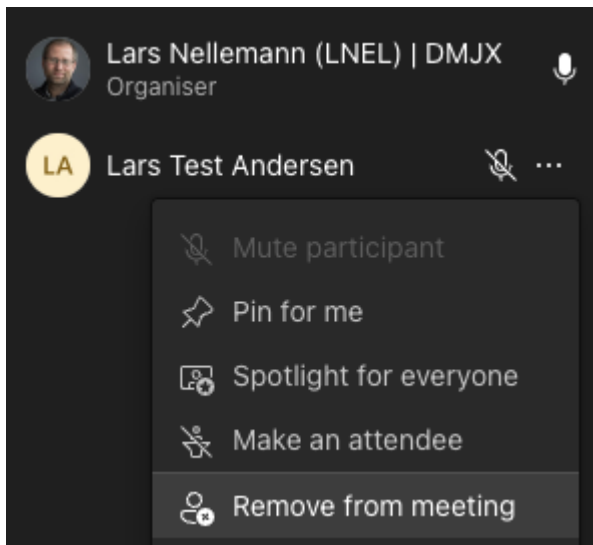 Lars Nellemann (LNEL) | DMJX
Organiser
LA
Lars Test Andersen
Mute participant
Pin for me
Spotlight for everyone
Make an attendee
Remove from meeting